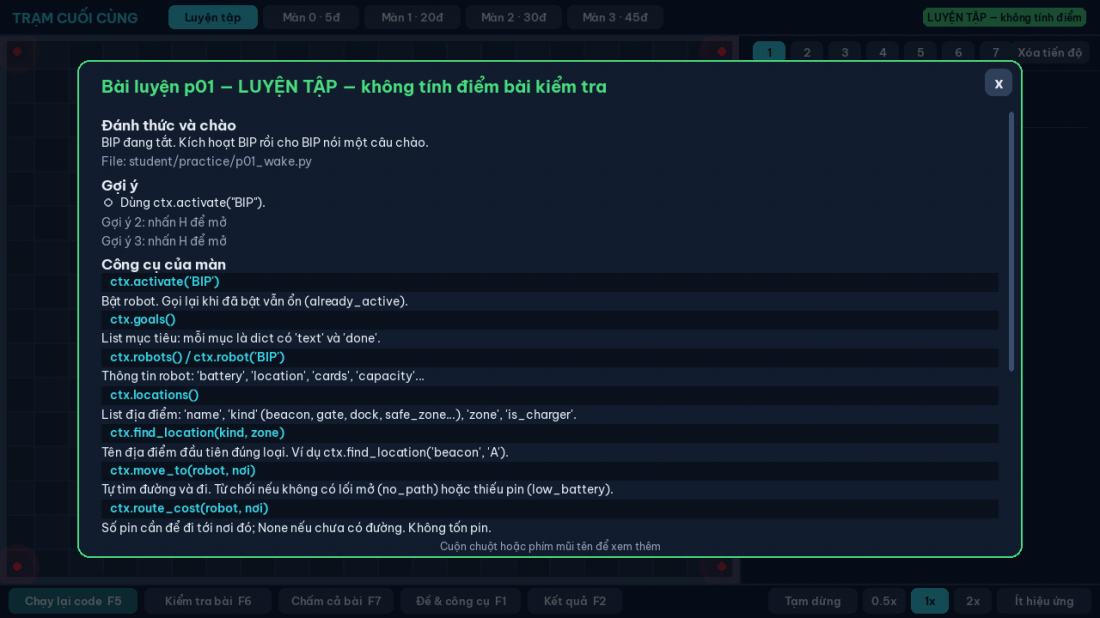 TRẠM CUỐI CÙNG
Luyện tập
Màn 0 · 5đ
Màn 1 · 20đ
Màn 2 · 30đ
Màn 3 · 45đ
LUYỆN TẬP — không tính điểm
1 2 3 4 5 6 7 Xóa tiến độ
Bài luyện p01 — LUYỆN TẬP — không tính điểm bài kiểm tra
X
Đánh thức và chào
BIP đang tắt. Kích hoạt BIP rồi cho BIP nói một câu chào.
File: student/practice/p01_wake.py
Gợi ý
Dùng ctx.activate("BIP").
Gợi ý 2: nhấn H để mở
Gợi ý 3: nhấn H để mở
Công cụ của màn
ctx.activate('BIP')
Bật robot. Gọi lại khi đã bật vẫn ổn (already_active).
ctx.goals()
List mục tiêu: mỗi mục là dict có 'text' và 'done'.
ctx.robots() / ctx.robot('BIP')
Thông tin robot: 'battery', 'location', 'cards', 'capacity'...
ctx.locations()
List địa điểm: 'name', 'kind' (beacon, gate, dock, safe_zone...), 'zone', 'is_charger'.
ctx.find_location(kind, zone)
Tên địa điểm đầu tiên đúng loại. Ví dụ ctx.find_location('beacon', 'A').
ctx.move_to(robot, nơi)
Tự tìm đường và đi. Từ chối nếu không có lối mở (no_path) hoặc thiếu pin (low_battery).
ctx.route_cost(robot, nơi)
Số pin cần để đi tới nơi đó; None nếu chưa có đường. Không tốn pin.
Cuộn chuột hoặc phím mũi tên để xem thêm
Chạy lại code F5
Kiểm tra bài F6
Chấm cả bài F7
Đề & công cụ F1
Kết quả F2
Tạm dừng
0.5x
1x
2x
Ít hiệu ứng